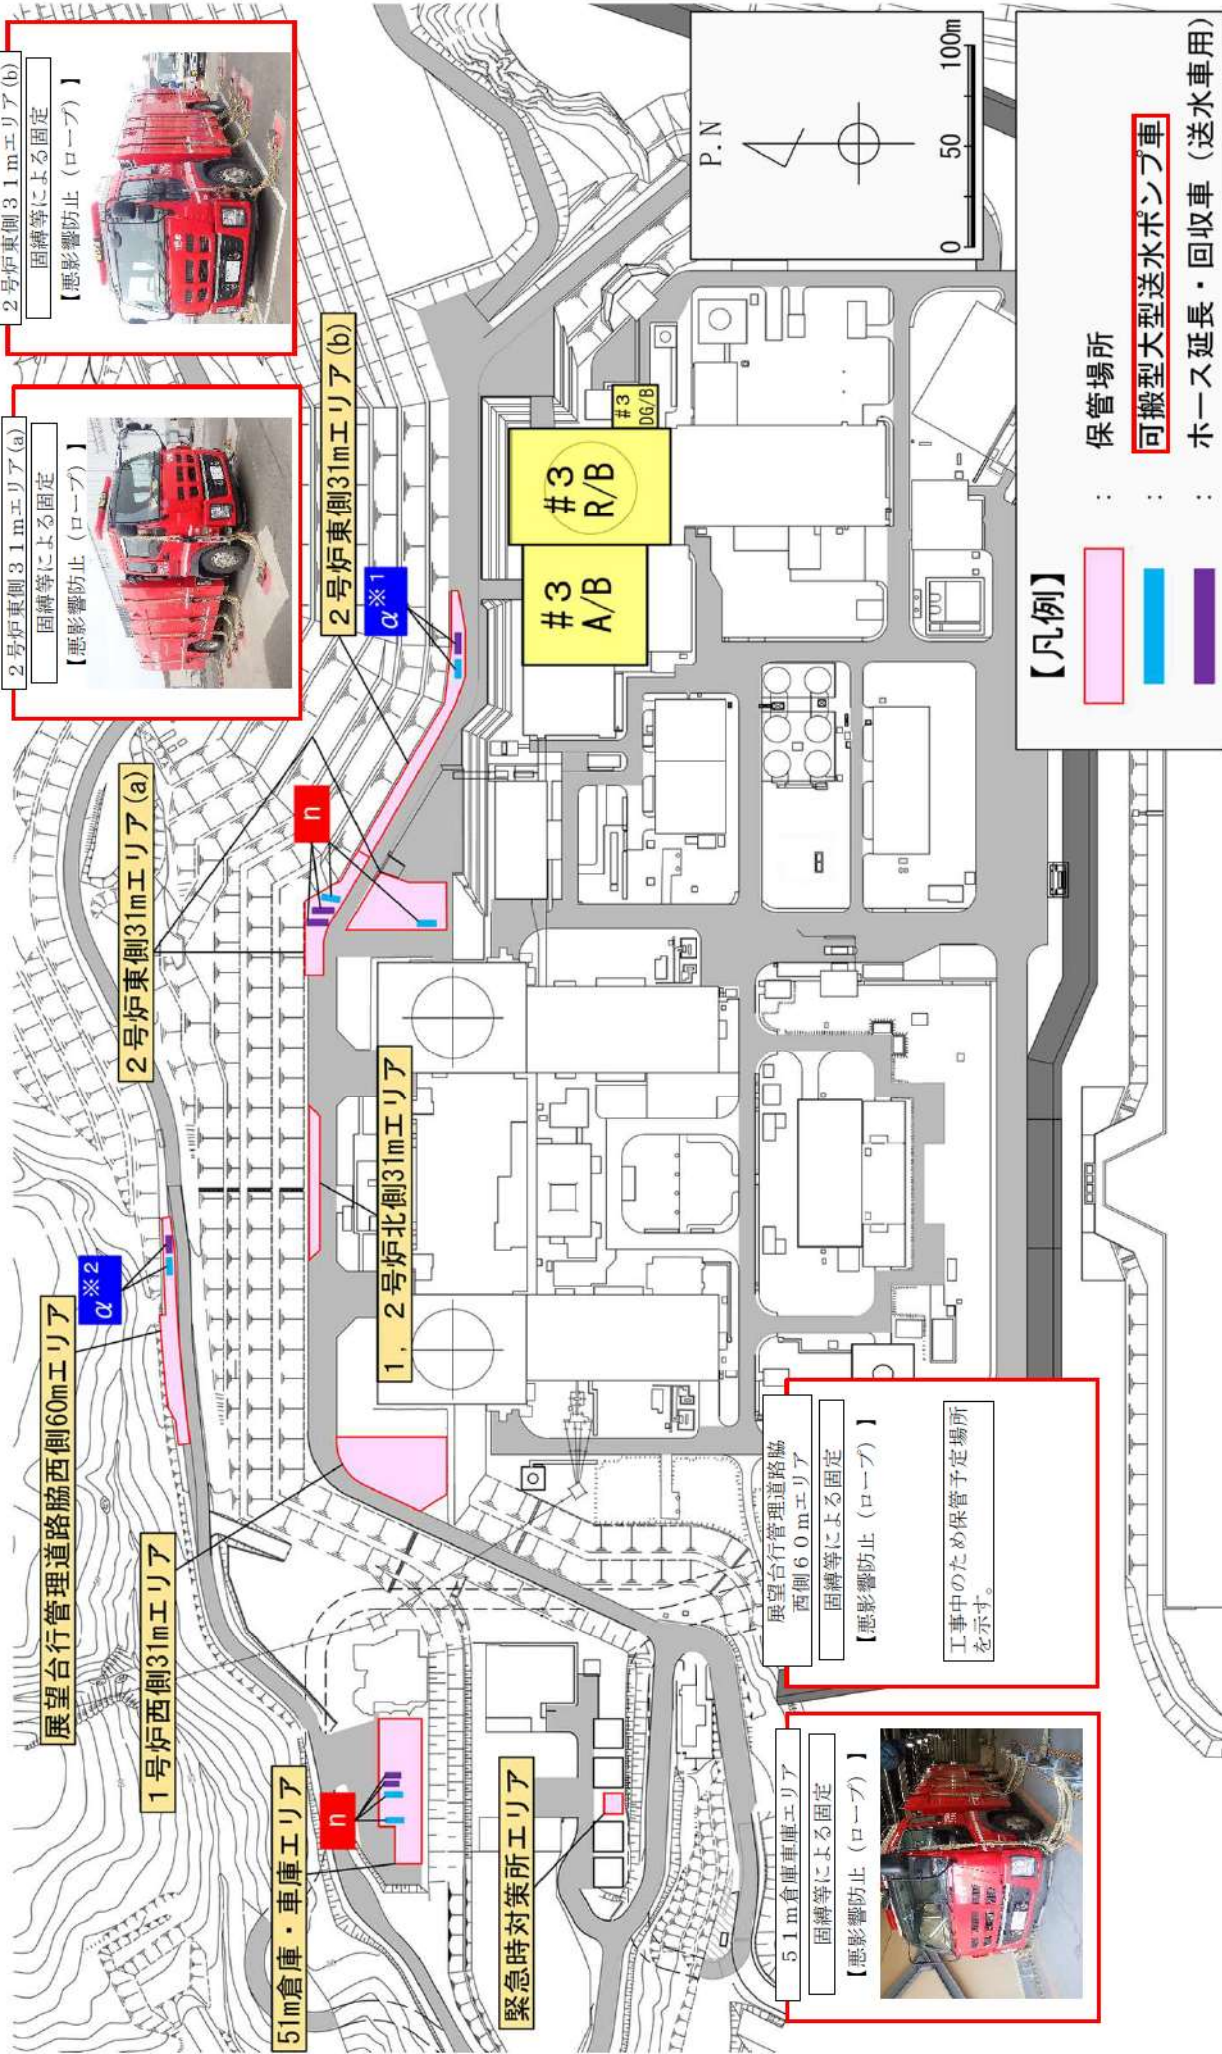 51m倉庫・車庫エリア
緊急時対策所エリア
展望台行管理道路脇西側60mエリア
1号炉西側31mエリア
1，2号炉北側31mエリア
2号炉東側31mエリア(a)
2号炉東側31mエリア(b)
n
n
α※2
α※1
#3
A/B
#3
R/B
#3
DG/B
2号炉東側31mエリア(a)
固縛等による固定
【悪影響防止（ロープ）】
2号炉東側31mエリア(b)
固縛等による固定
【悪影響防止（ロープ）】
51m倉庫車庫エリア
固縛等による固定
【悪影響防止（ロープ）】
展望台行管理道路脇
西側60mエリア
固縛等による固定
【悪影響防止（ロープ）】
工事中のため保管予定場所
を示す。
P.N
0 50 100m
【凡例】
： 保管場所
： 可搬型大型送水ポンプ車
： ホース延長・回収車（送水車用）